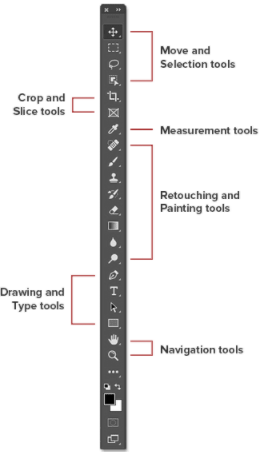 Move and
Selection tools
Crop and
Slice tools
Measurement tools
Retouching and
Painting tools
Drawing and
Type tools
Navigation tools